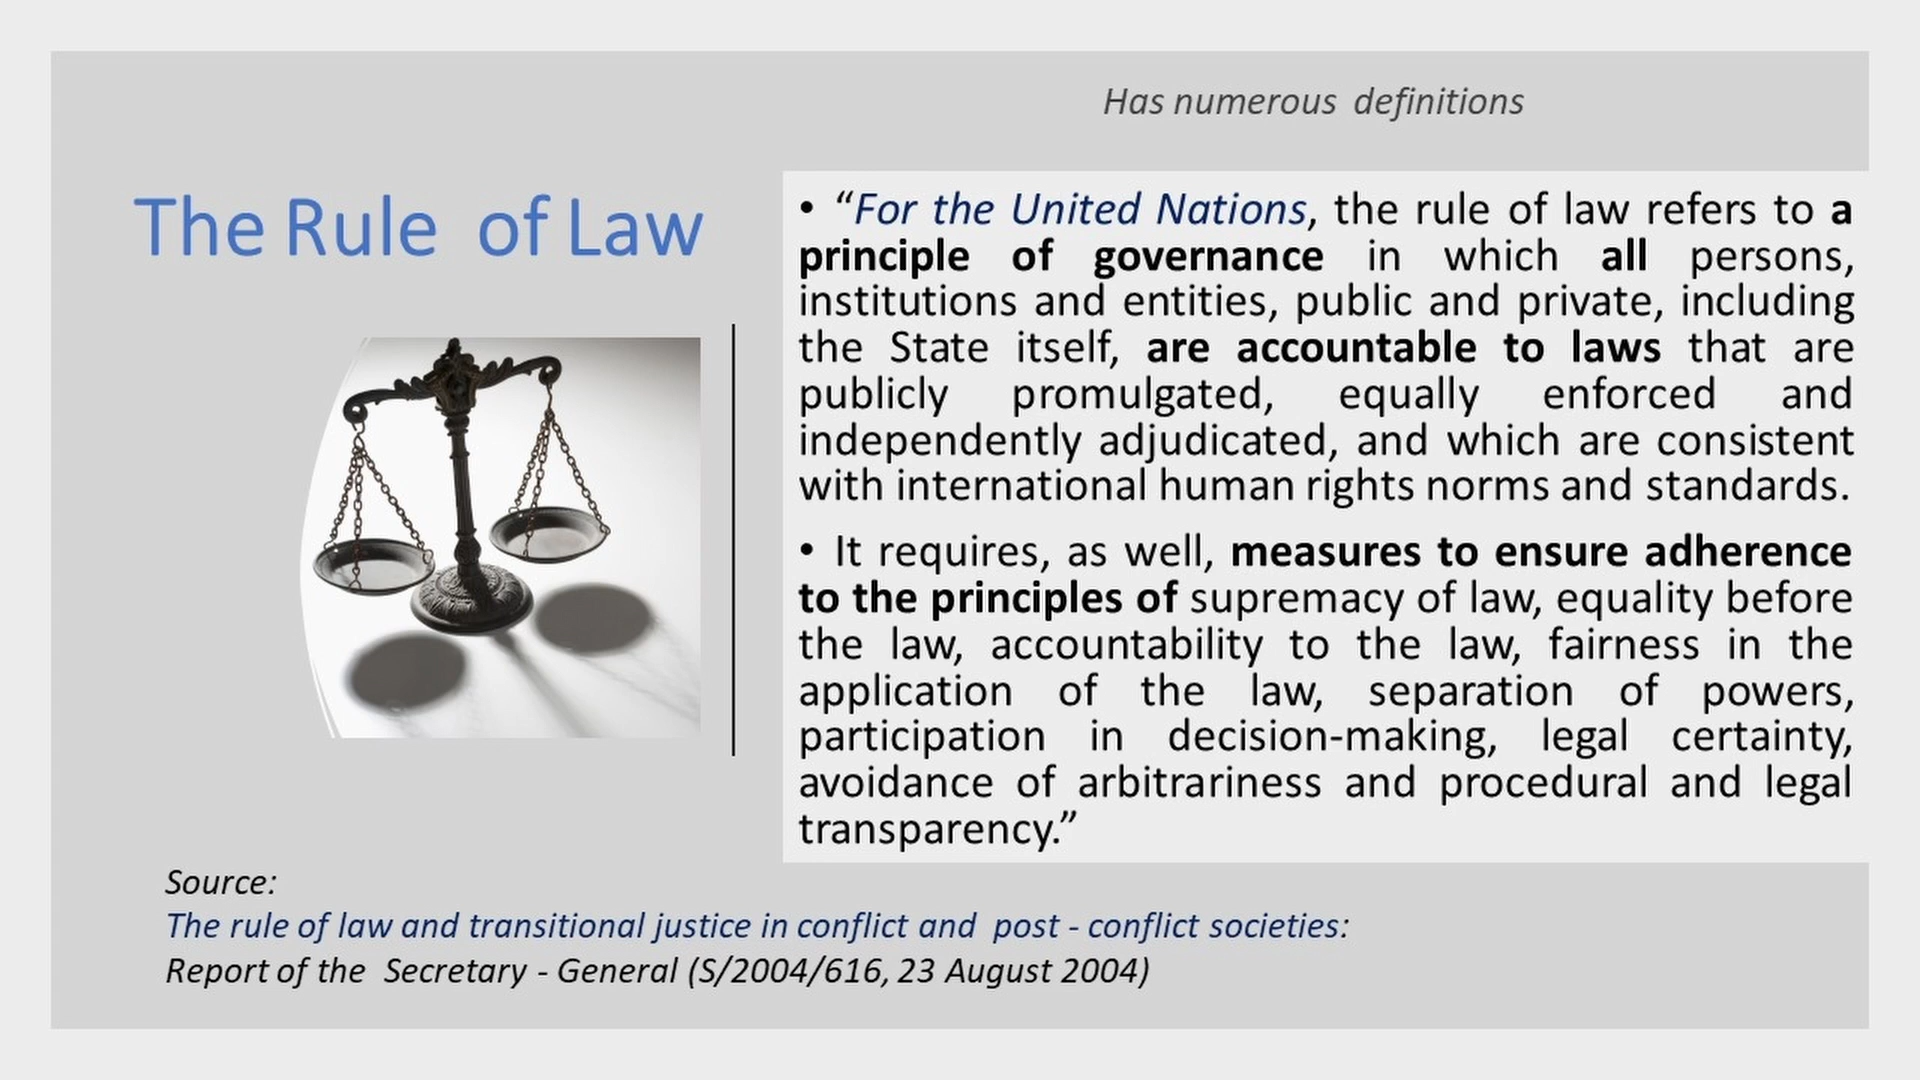 Has numerous definitions
The Rule of Law
• “For the United Nations, the rule of law refers to a
principle of governance in which all persons,
institutions and entities, public and private, including
the State itself, are accountable to laws that are
publicly promulgated, equally enforced and
independently adjudicated, and which are consistent
with international human rights norms and standards.
• It requires, as well, measures to ensure adherence
to the principles of supremacy of law, equality before
the law, accountability to the law, fairness in the
application of the law, separation of powers,
participation in decision-making, legal certainty,
avoidance of arbitrariness and procedural and legal
transparency.”
Source:
The rule of law and transitional justice in conflict and post - conflict societies:
Report of the Secretary - General (S/2004/616, 23 August 2004)